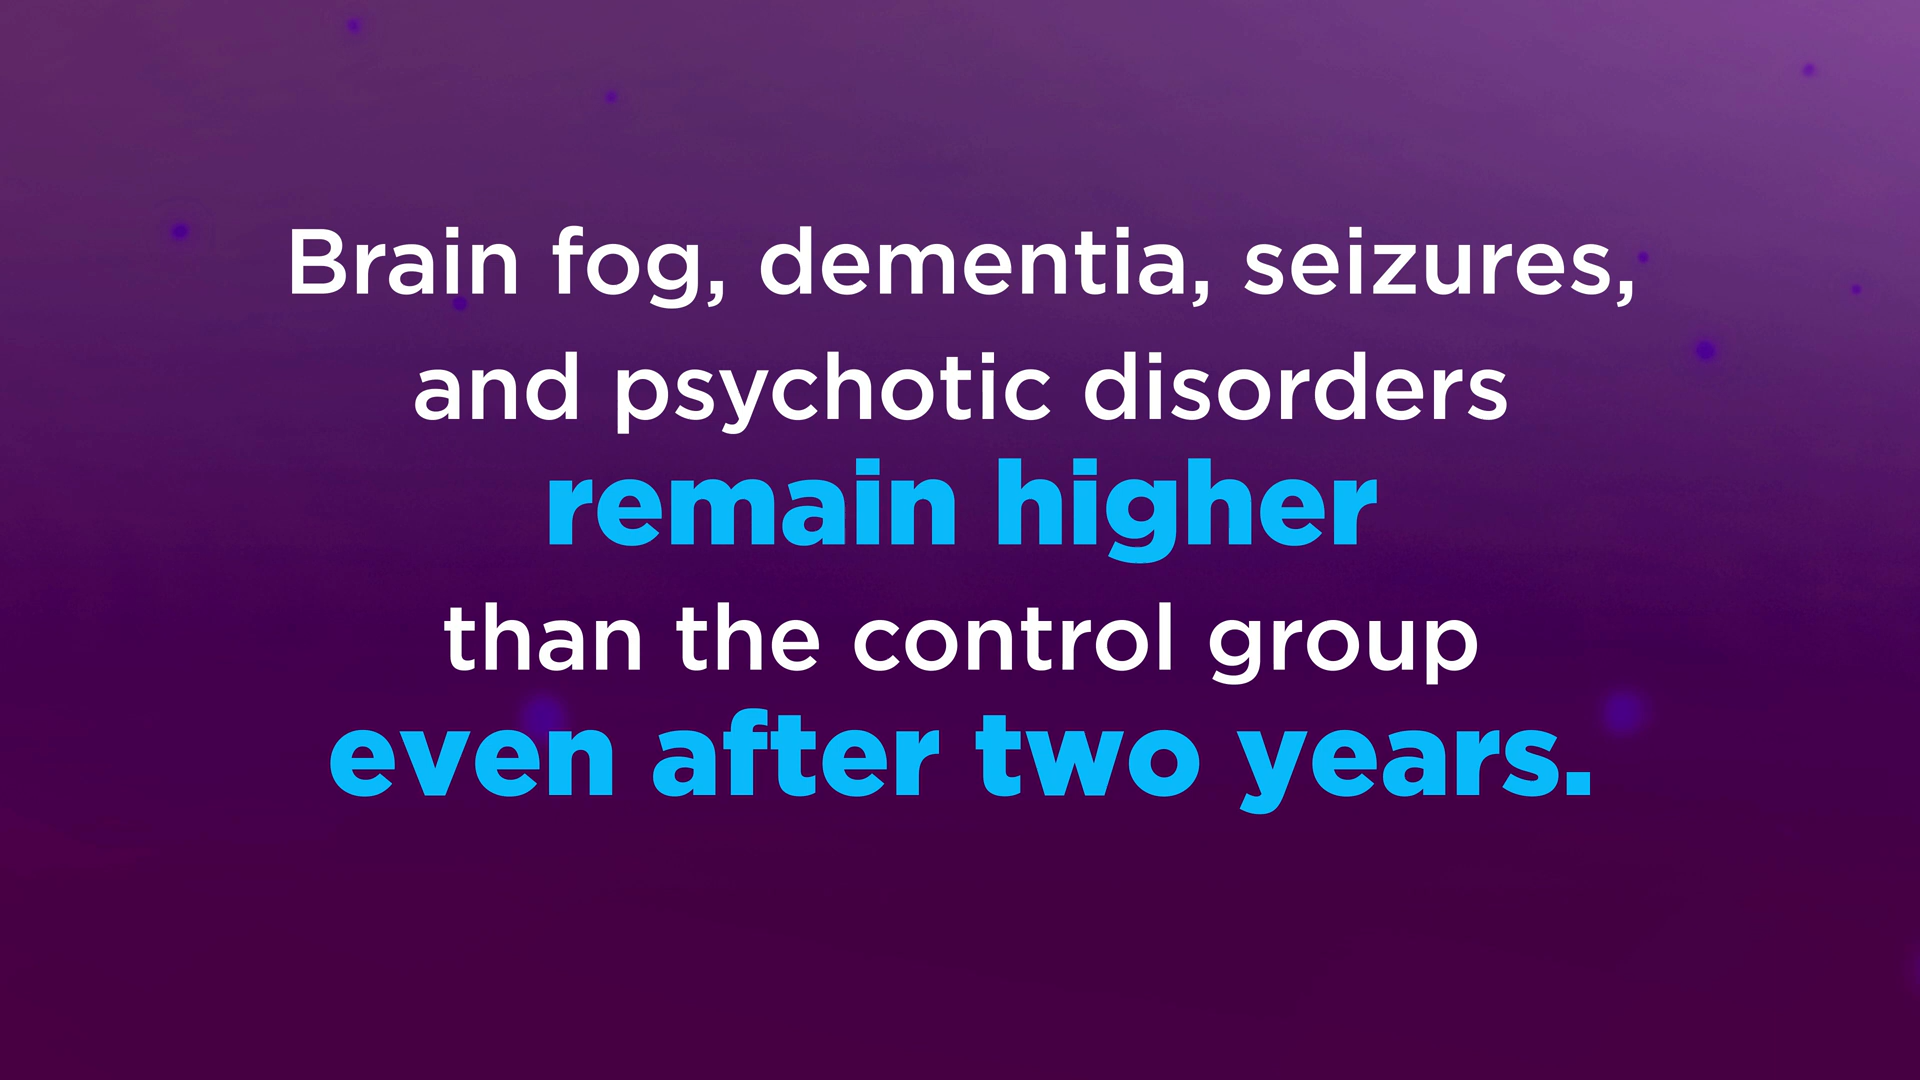 Brain fog, dementia, seizures,
and psychotic disorders
remain higher
than the control group
even after two years.